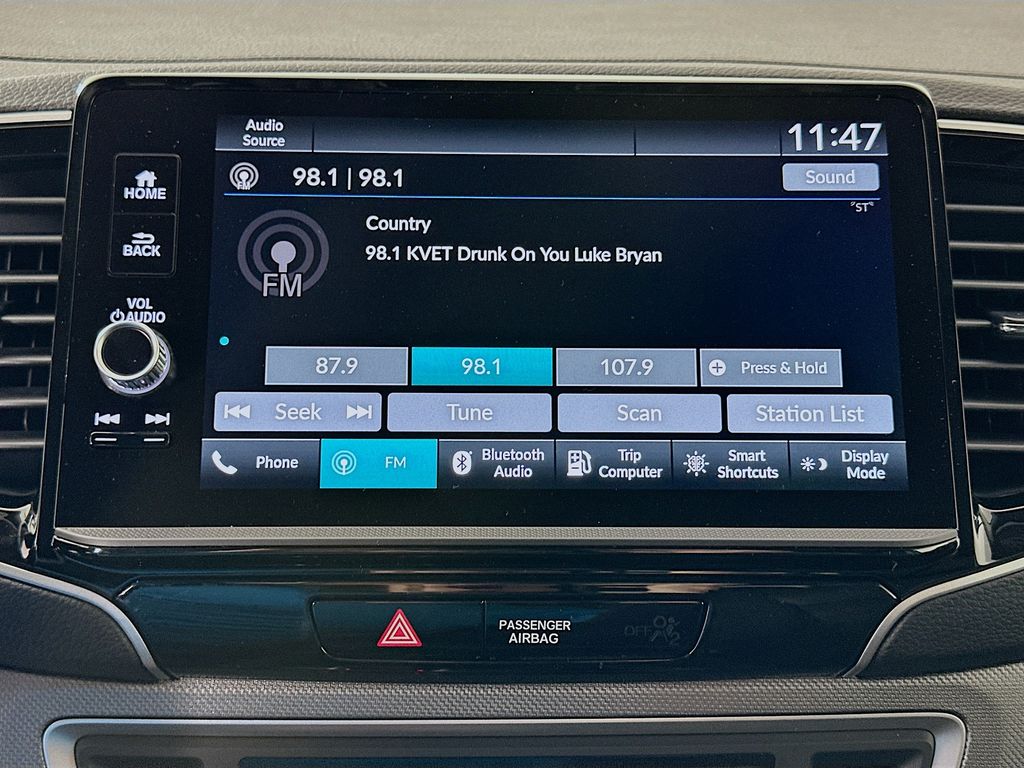 Audio
Source
11:47
HOME
FM
98.1 | 98.1
Sound
"ST"
BACK
Country
98.1 KVET Drunk On You Luke Bryan
FM
VOL
AUDIO
87.9
98.1
107.9
Press & Hold
Seek
Tune
Scan
Station List
Phone
FM
Bluetooth
Audio
Trip
Computer
Smart
Shortcuts
Display
Mode
PASSENGER
AIRBAG
OFF